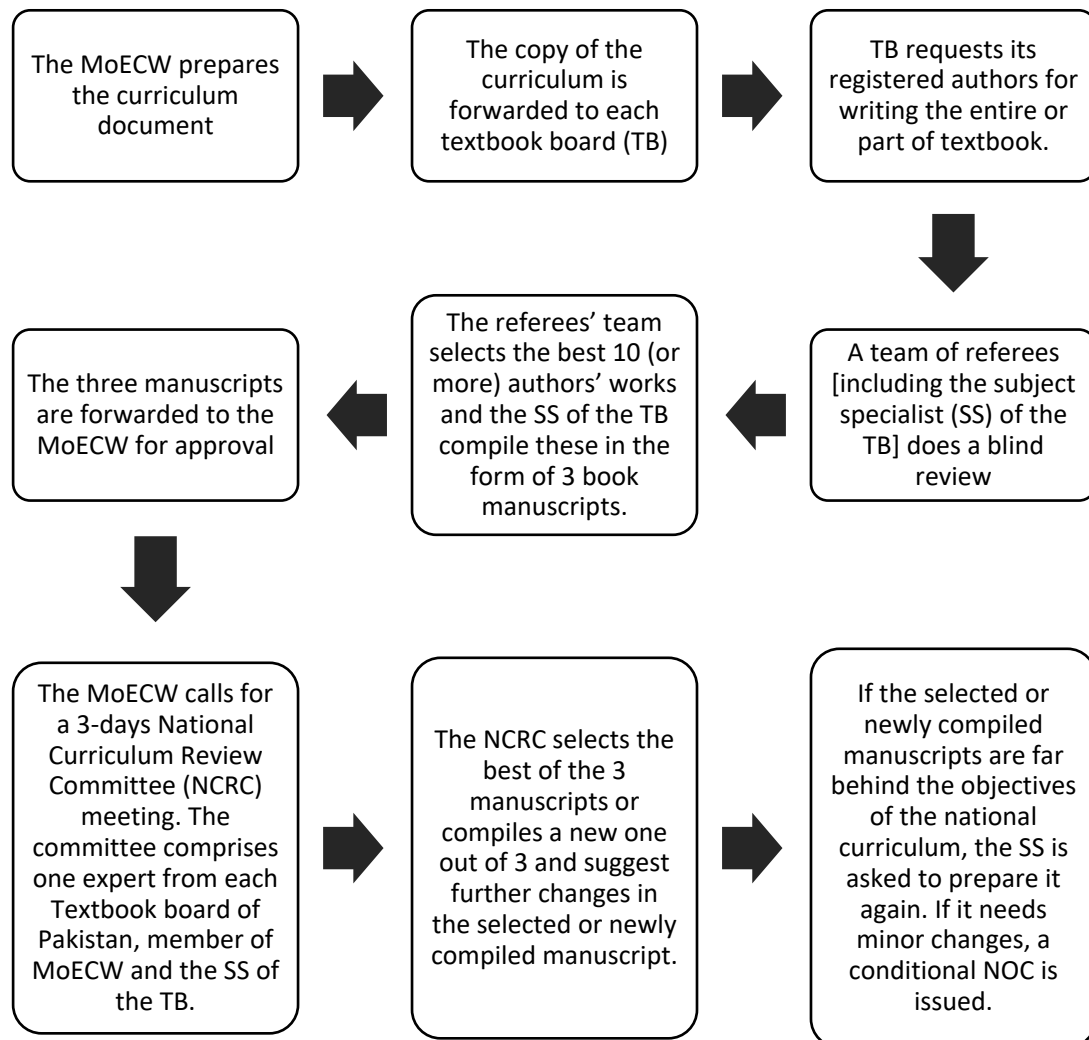 The MoECW prepares
the curriculum
document
The copy of the
curriculum is
forwarded to each
textbook board (TB)
TB requests its
registered authors for
writing the entire or
part of textbook.
A team of referees
[including the subject
specialist (SS) of the
TB] does a blind
review
The referees’ team
selects the best 10 (or
more) authors’ works
and the SS of the TB
compile these in the
form of 3 book
manuscripts.
The three manuscripts
are forwarded to the
MoECW for approval
The MoECW calls for
a 3-days National
Curriculum Review
Committee (NCRC)
meeting. The
committee comprises
one expert from each
Textbook board of
Pakistan, member of
MoECW and the SS of
the TB.
The NCRC selects the
best of the 3
manuscripts or
compiles a new one
out of 3 and suggest
further changes in
the selected or newly
compiled manuscript.
If the selected or
newly compiled
manuscripts are far
behind the objectives
of the national
curriculum, the SS is
asked to prepare it
again. If it needs
minor changes, a
conditional NOC is
issued.